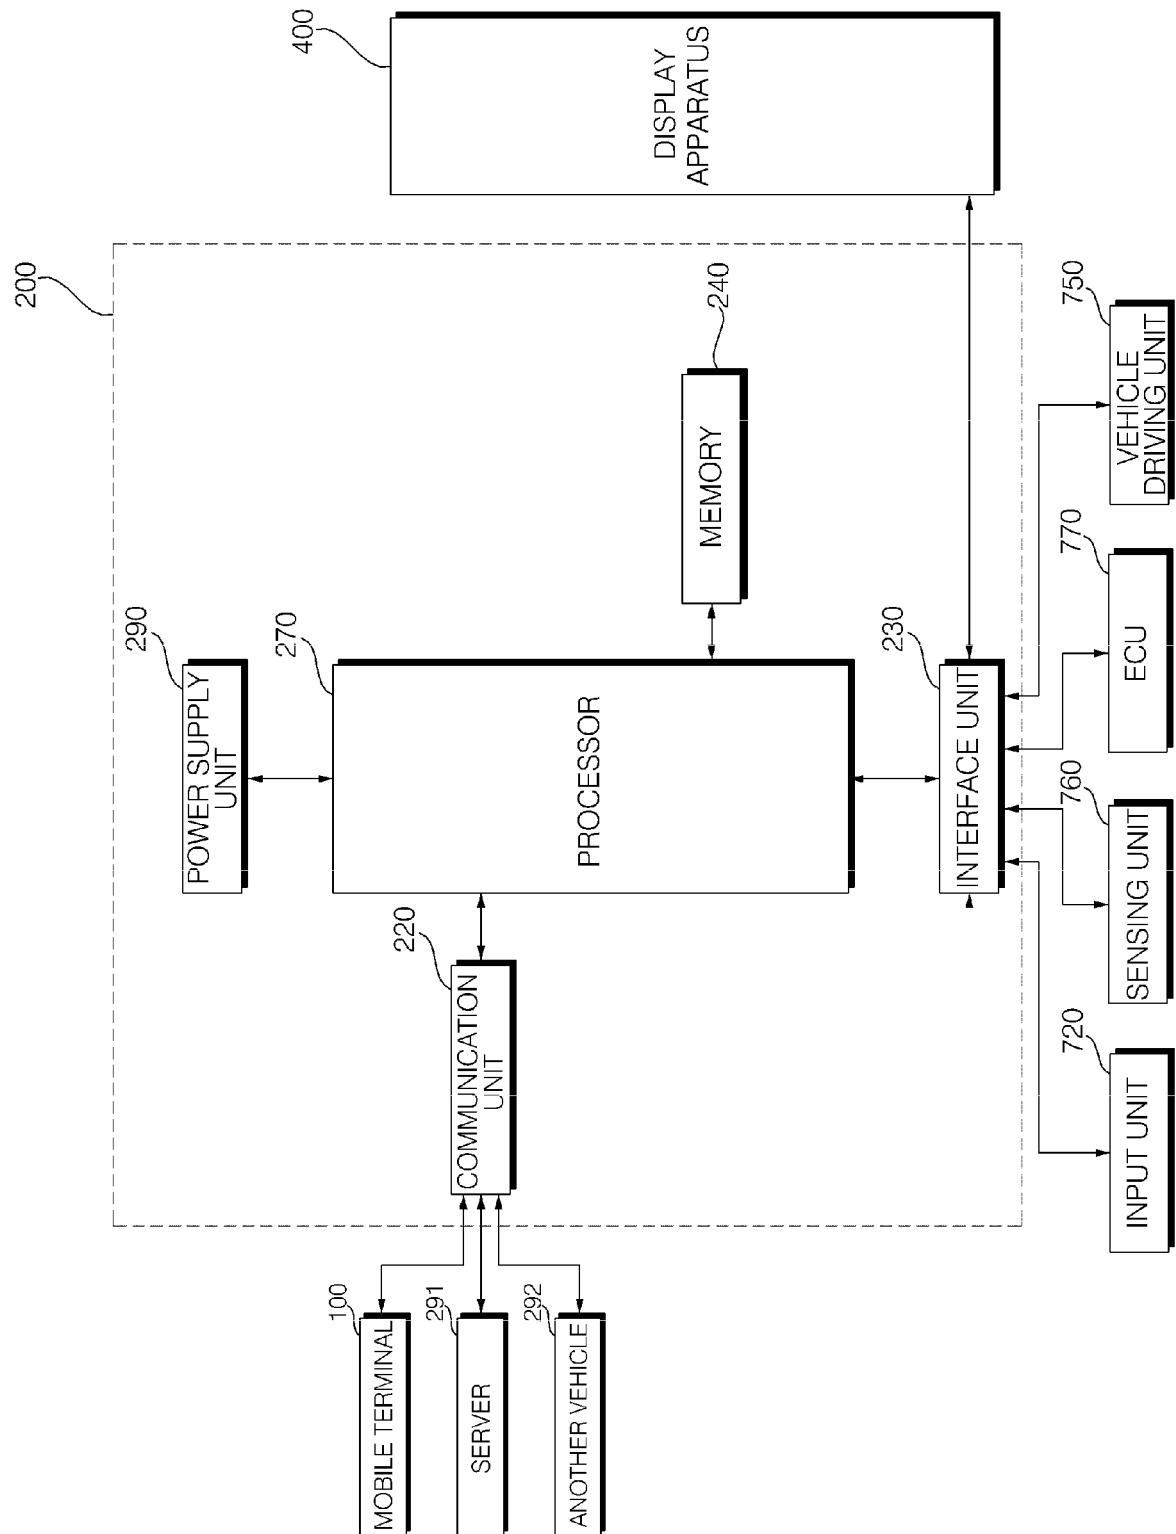 200
400
290
POWER SUPPLY
UNIT
100
MOBILE TERMINAL
220
COMMUNICATION
UNIT
270
PROCESSOR
291
SERVER
292
ANOTHER VEHICLE
240
MEMORY
DISPLAY
APPARATUS
230
INTERFACE UNIT
720
INPUT UNIT
760
SENSING UNIT
770
ECU
750
VEHICLE
DRIVING UNIT